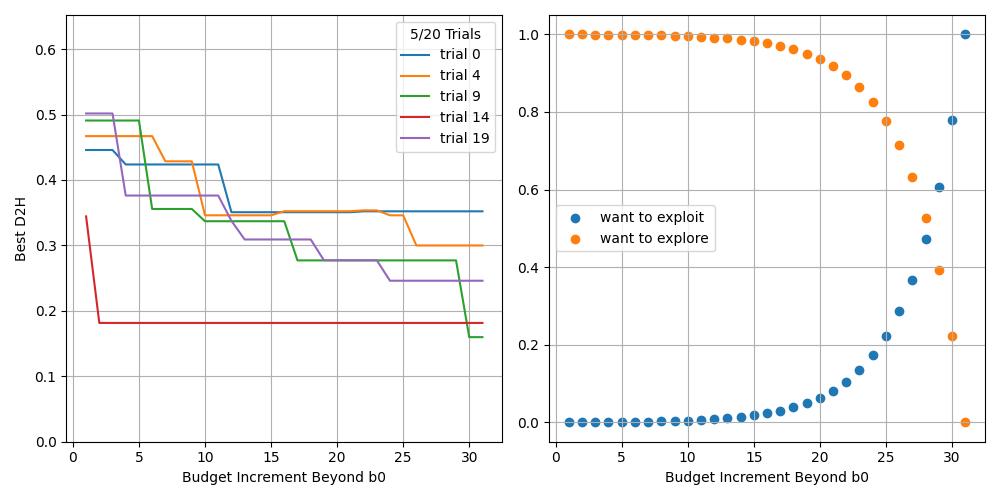 5/20 Trials
trial 0
trial 4
trial 9
trial 14
trial 19
Best D2H
0.6
0.5
0.4
0.3
0.2
0.1
0.0
0 5 10 15 20 25 30
Budget Increment Beyond b0
1.0
0.8
0.6
0.4
0.2
0.0
want to exploit
want to explore
0 5 10 15 20 25 30
Budget Increment Beyond b0